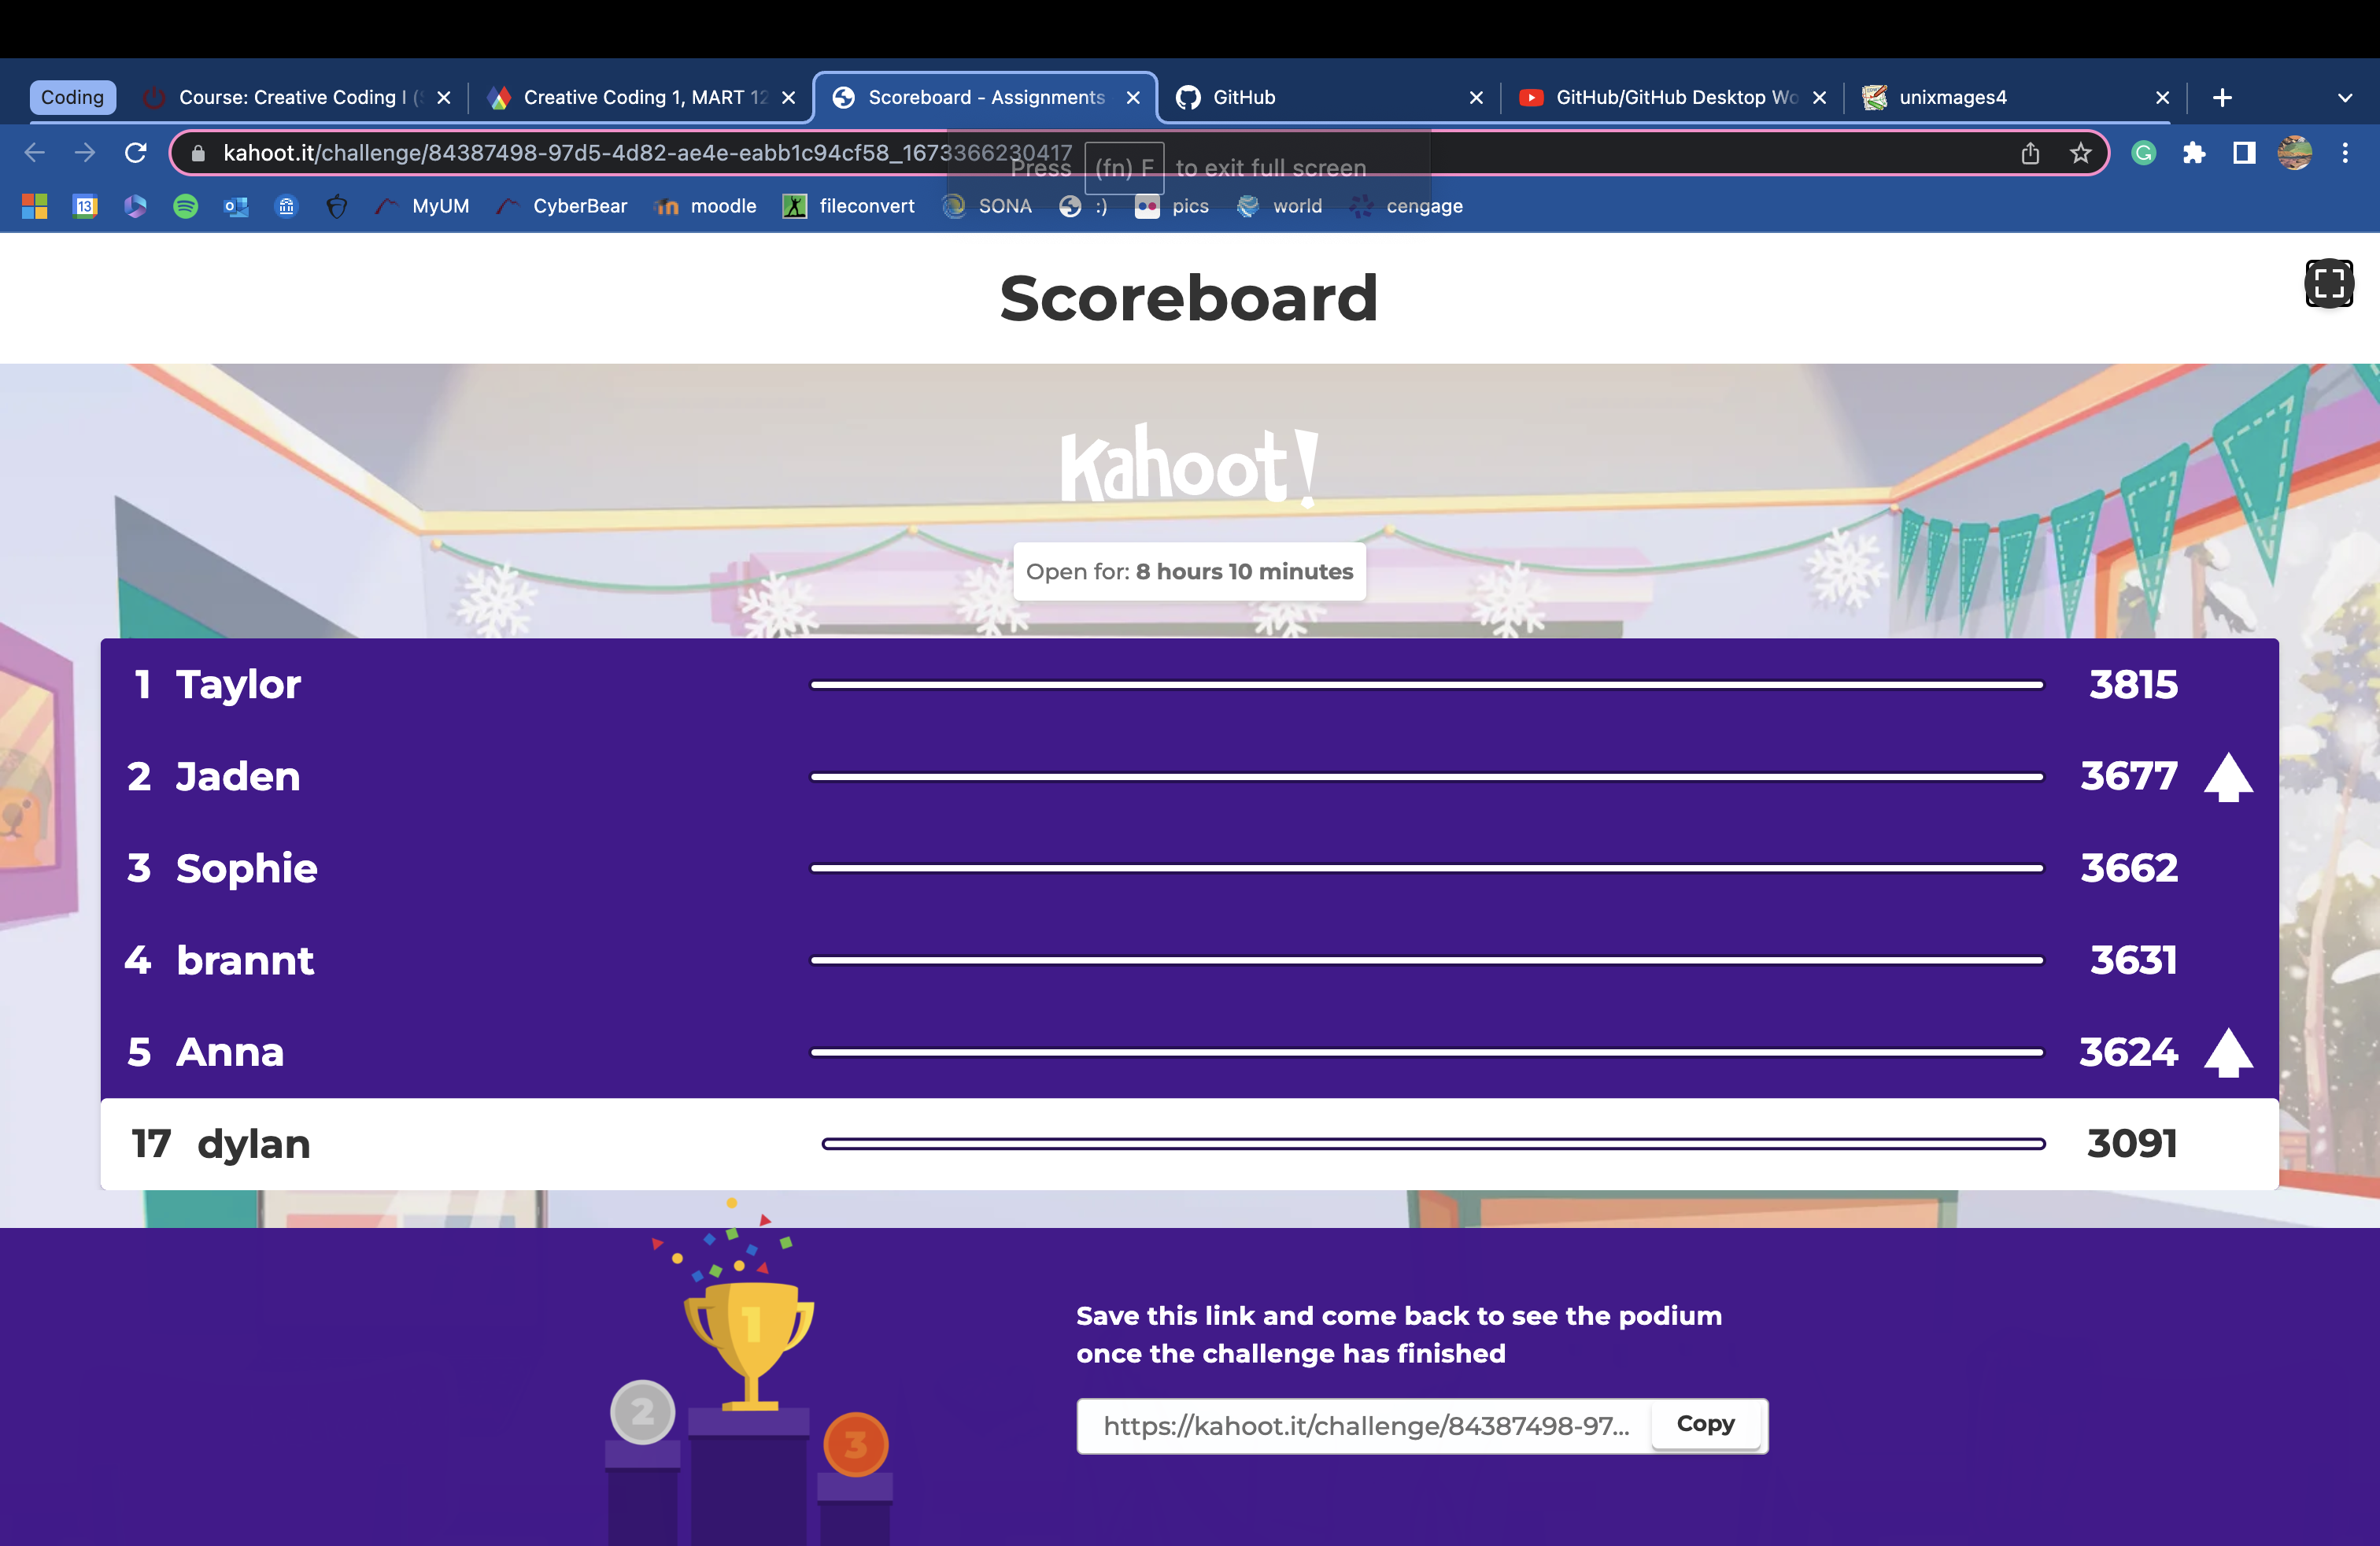 Coding
Course: Creative Coding I (
Creative Coding 1, MART 12
Scoreboard - Assignments
GitHub
GitHub/GitHub Desktop Wo
unixmages4
kahoot.it/challenge/84387498-97d5-4d82-ae4e-eabb1c94cf58_1673366230417
Press (fn) F to exit full screen
13
MyUM
CyberBear
moodle
fileconvert
SONA
:)
pics
world
cengage
Scoreboard
Kahoot!
Open for: 8 hours 10 minutes
1 Taylor 3815
2 Jaden 3677
3 Sophie 3662
4 brannt 3631
5 Anna 3624
17 dylan 3091
1
2
3
Save this link and come back to see the podium
once the challenge has finished
https://kahoot.it/challenge/84387498-97... Copy